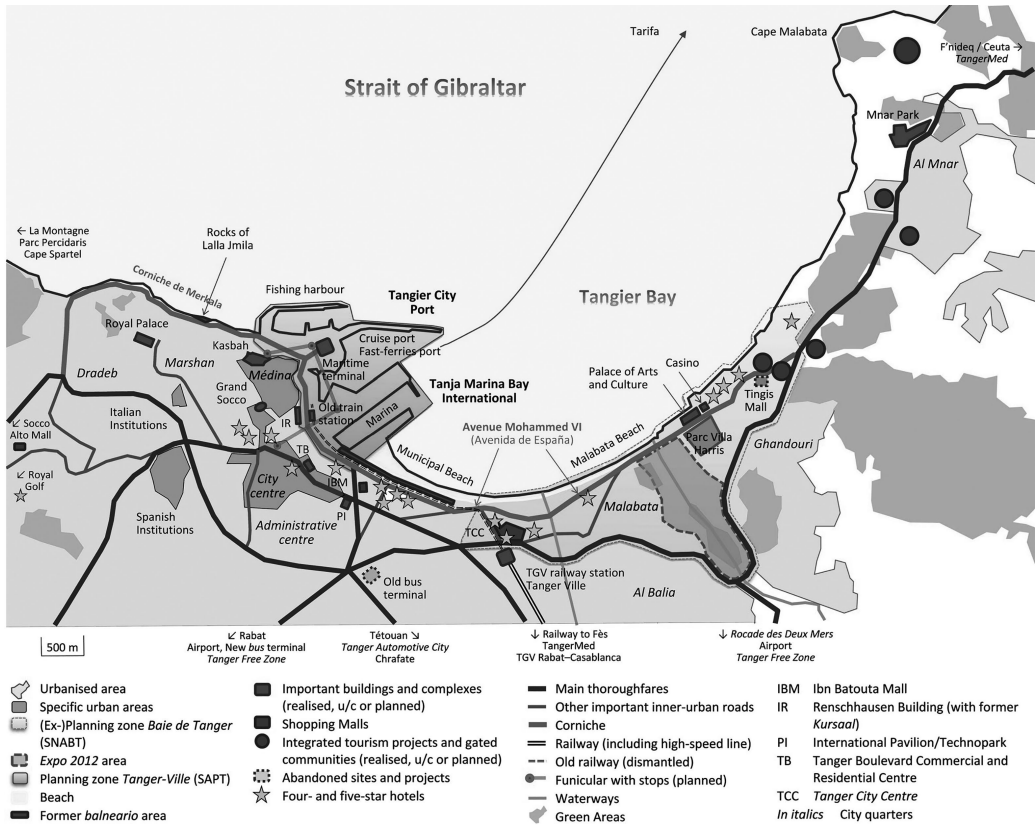 Tarifa
Cape Malabata
F'nideq / Ceuta →
TangerMed
Strait of Gibraltar
Mnar Park
Al Mnar
← La Montagne
Parc Percidaris
Cape Spartel
Rocks of
Lalla Jmila
Corniche de Merkala
Fishing harbour
Tangier City
Port
Tangier Bay
Royal Palace
Kasbah
Cruise port
Fast-ferries port
Maritime
terminal
Marshan
Médina
Dradeb
Grand
Socco
Old train
station
Tanja Marina Bay
International
Palace of Arts
and Culture
Casino
Tingis
Mall
Italian
Institutions
IR
Marina
Avenue Mohammed VI
(Avenida de España)
Malabata Beach
Parc Villa
Harris
Ghandouri
↙ Socco
Alto Mall
Municipal Beach
TB
↙ Royal
Golf
City
centre
IBM
Malabata
PI
Spanish
Institutions
Administrative
centre
TCC
Old bus
terminal
TGV railway station
Tanger Ville
Al Balia
500 m
↙ Rabat
Airport, New bus terminal
Tanger Free Zone
Tétouan ↘
Tanger Automotive City
Chrafate
↓ Railway to Fès
TangerMed
TGV Rabat–Casablanca
↓ Rocade des Deux Mers
Airport
Tanger Free Zone
Urbanised area
Specific urban areas
(Ex-)Planning zone Baie de Tanger
(SNABT)
Expo 2012 area
Planning zone Tanger-Ville (SAPT)
Beach
Former balneario area
Important buildings and complexes
(realised, u/c or planned)
Shopping Malls
Integrated tourism projects and gated
communities (realised, u/c or planned)
Abandoned sites and projects
Four- and five-star hotels
Main thoroughfares
Other important inner-urban roads
Corniche
Railway (including high-speed line)
Old railway (dismantled)
Funicular with stops (planned)
Waterways
Green Areas
IBM Ibn Batouta Mall
IR Renschhausen Building (with former
Kursaal)
PI International Pavilion/Technopark
TB Tanger Boulevard Commercial and
Residential Centre
TCC Tanger City Centre
In italics City quarters